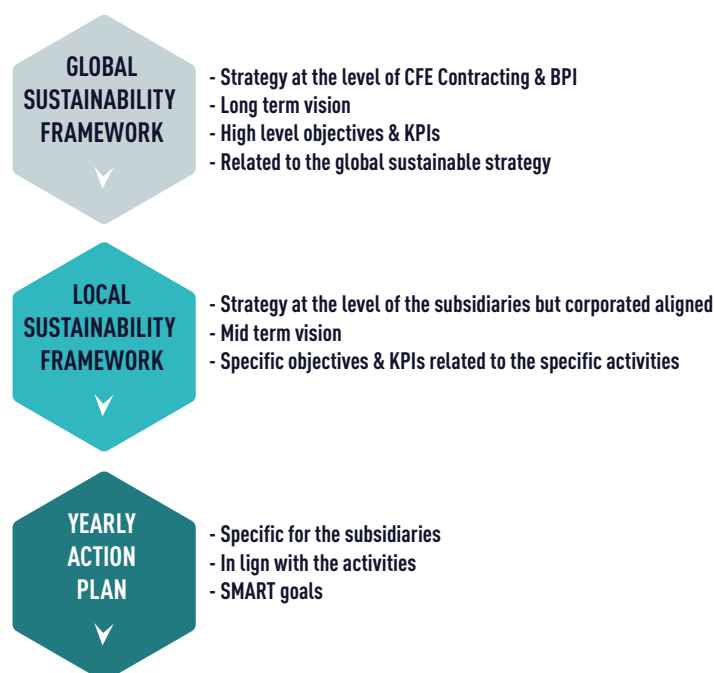 GLOBAL
SUSTAINABILITY
FRAMEWORK
- Strategy at the level of CFE Contracting & BPI
- Long term vision
- High level objectives & KPIs
- Related to the global sustainable strategy
LOCAL
SUSTAINABILITY
FRAMEWORK
- Strategy at the level of the subsidiaries but corporated aligned
- Mid term vision
- Specific objectives & KPIs related to the specific activities
YEARLY
ACTION
PLAN
- Specific for the subsidiaries
- In lign with the activities
- SMART goals